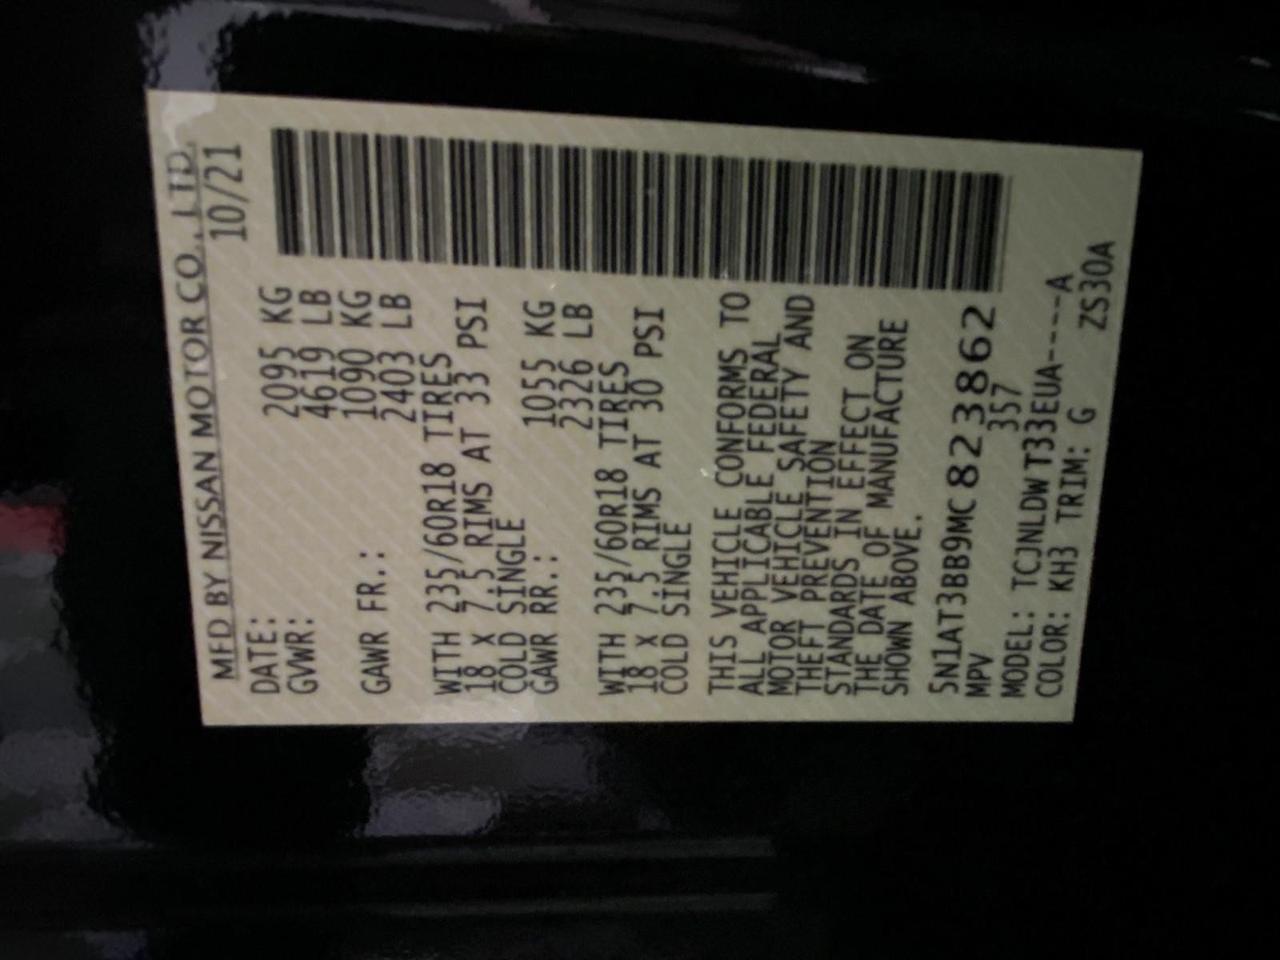 MFD BY NISSAN MOTOR CO., LTD.
DATE: 10/21
GVWR: 2095 KG
4619 LB
GAWR FR.: 1090 KG
2403 LB
WITH 235/60R18 TIRES
18 X 7.5 RIMS AT 33 PSI
COLD SINGLE
GAWR RR.: 1055 KG
2326 LB
WITH 235/60R18 TIRES
18 X 7.5 RIMS AT 30 PSI
COLD SINGLE
THIS VEHICLE CONFORMS TO
ALL APPLICABLE FEDERAL
MOTOR VEHICLE SAFETY AND
THEFT PREVENTION
STANDARDS IN EFFECT ON
THE DATE OF MANUFACTURE
SHOWN ABOVE.
5N1AT3BB9MC823862
MPV 357
MODEL: TCJNLDWT33EUA----A
COLOR: KH3 TRIM: G ZS30A